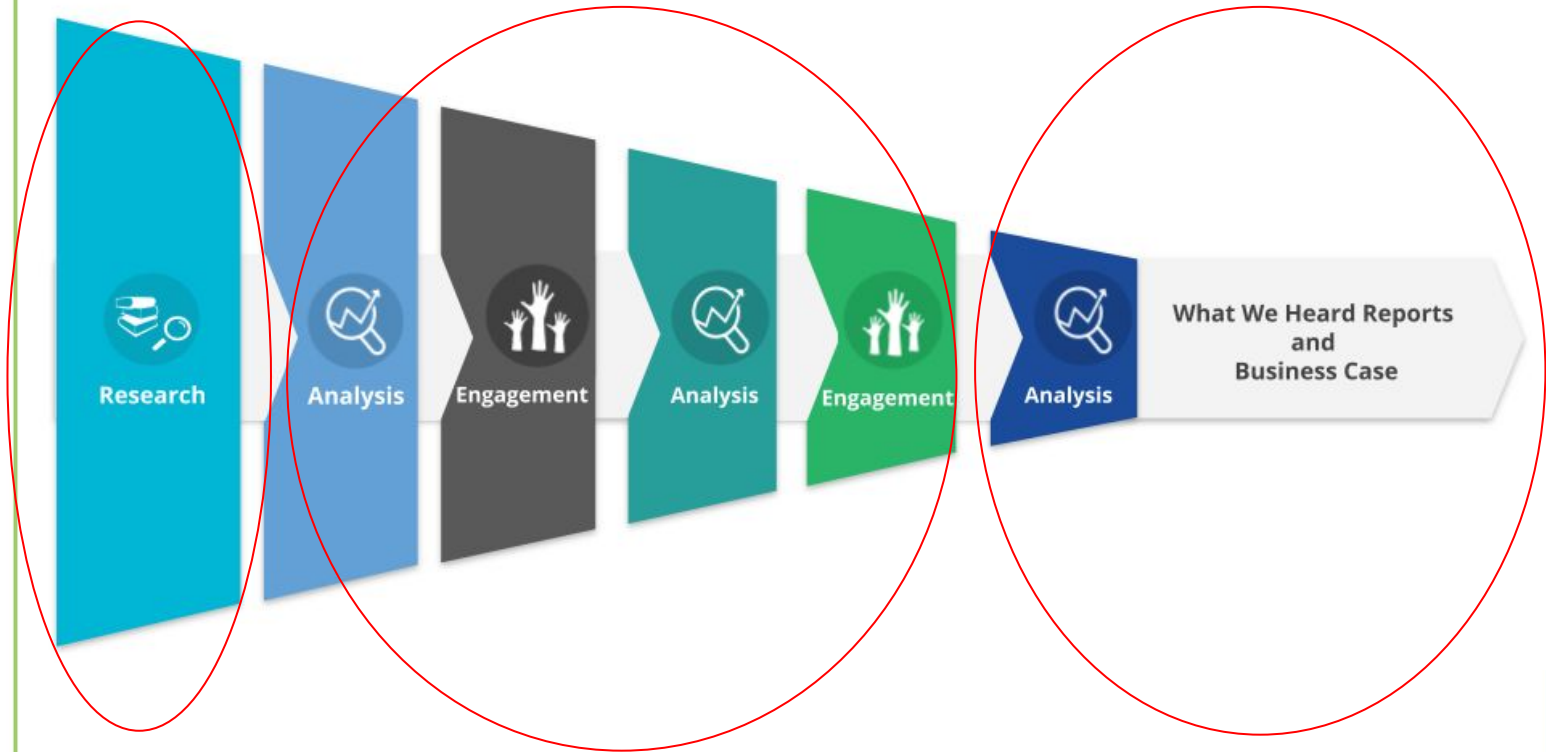 Research
Analysis
Engagement
Analysis
Engagement
Analysis
What We Heard Reports
and
Business Case